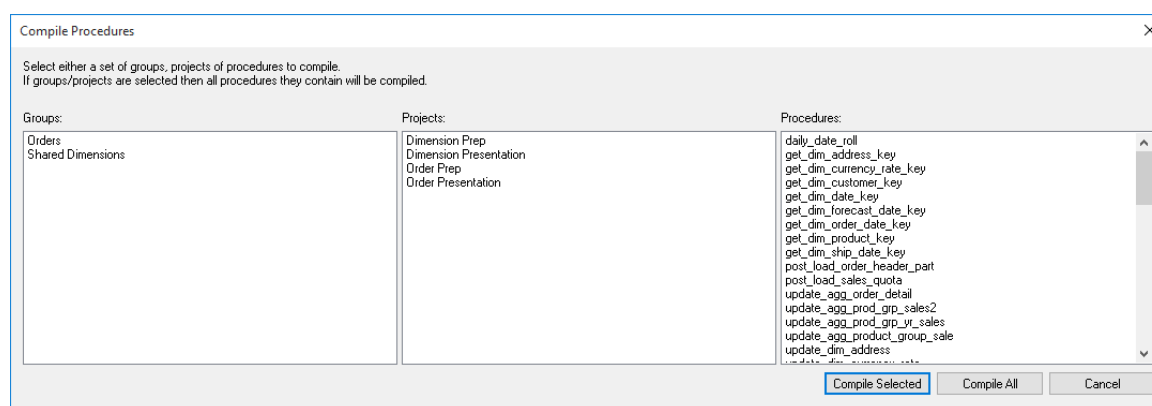 Compile Procedures
Select either a set of groups, projects of procedures to compile.
If groups/projects are selected then all procedures they contain will be compiled.
Groups:
Orders
Shared Dimensions
Projects:
Dimension Prep
Dimension Presentation
Order Prep
Order Presentation
Procedures:
daily_date_roll
get_dim_address_key
get_dim_currency_rate_key
get_dim_customer_key
get_dim_date_key
get_dim_forecast_date_key
get_dim_order_date_key
get_dim_product_key
get_dim_ship_date_key
post_load_order_header_part
post_load_sales_quota
update_agg_order_detail
update_agg_prod_grp_sales2
update_agg_prod_grp_yr_sales
update_agg_product_group_sale
update_dim_address
Compile Selected
Compile All
Cancel